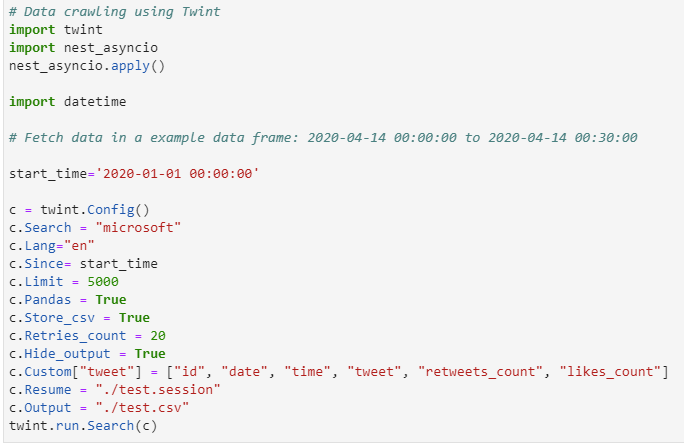 # Data crawling using Twint
import twint
import nest_asyncio
nest_asyncio.apply()
import datetime
# Fetch data in a example data frame: 2020-04-14 00:00:00 to 2020-04-14 00:30:00
start_time='2020-01-01 00:00:00'
c = twint.Config()
c.Search = "microsoft"
c.Lang="en"
c.Since= start_time
c.Limit = 5000
c.Pandas = True
c.Store_csv = True
c.Retries_count = 20
c.Hide_output = True
c.Custom["tweet"] = ["id", "date", "time", "tweet", "retweets_count", "likes_count"]
c.Resume = "./test.session"
c.Output = "./test.csv"
twint.run.Search(c)